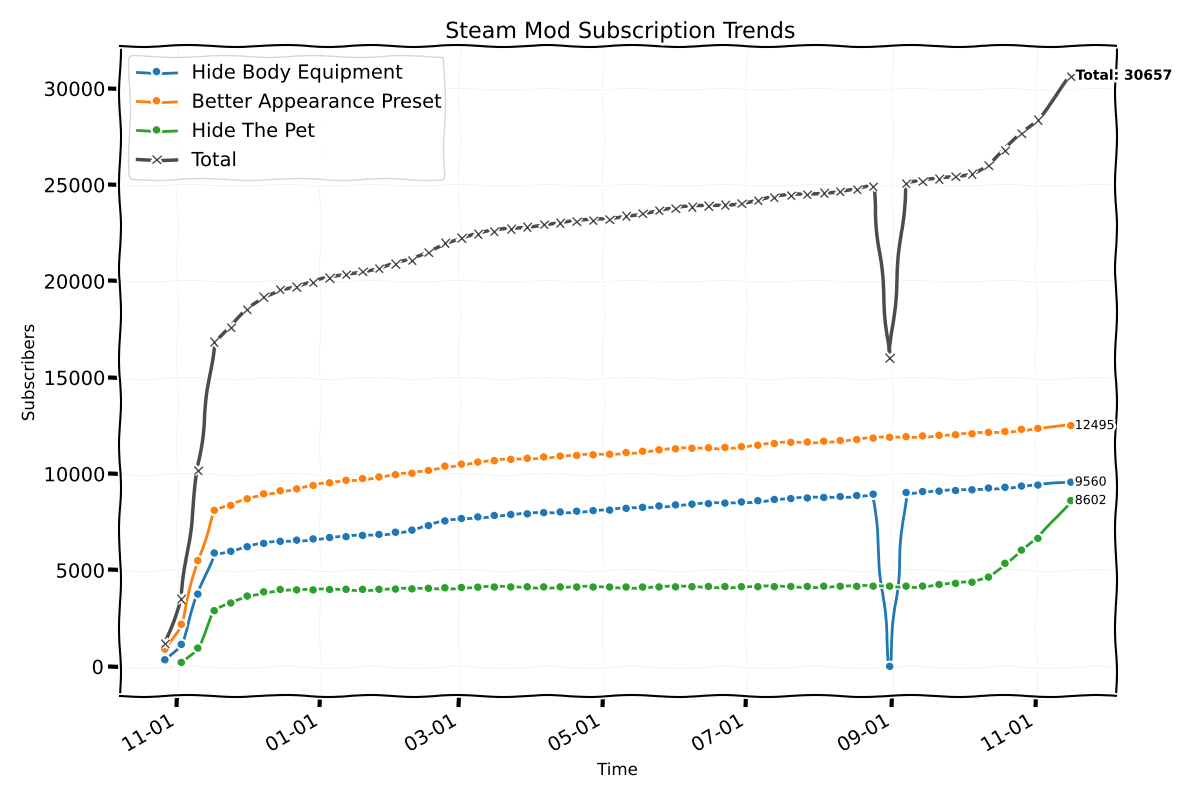 Steam Mod Subscription Trends
Hide Body Equipment
Better Appearance Preset
Hide The Pet
Total
30000
25000
20000
15000
10000
5000
0
Subscribers
Total: 30657
12495
9560
8602
11-01
01-01
03-01
05-01
07-01
09-01
11-01
Time